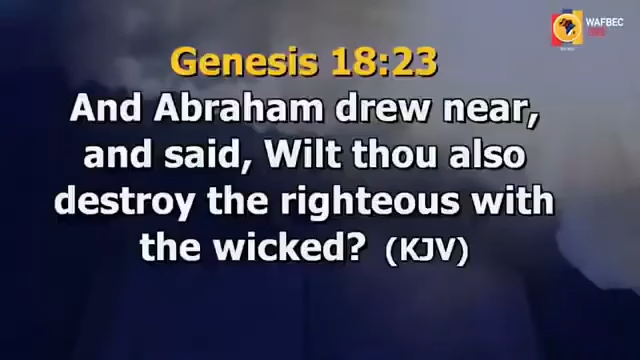 WAFBEC
Genesis 18:23
And Abraham drew near,
and said, Wilt thou also
destroy the righteous with
the wicked? (KJV)